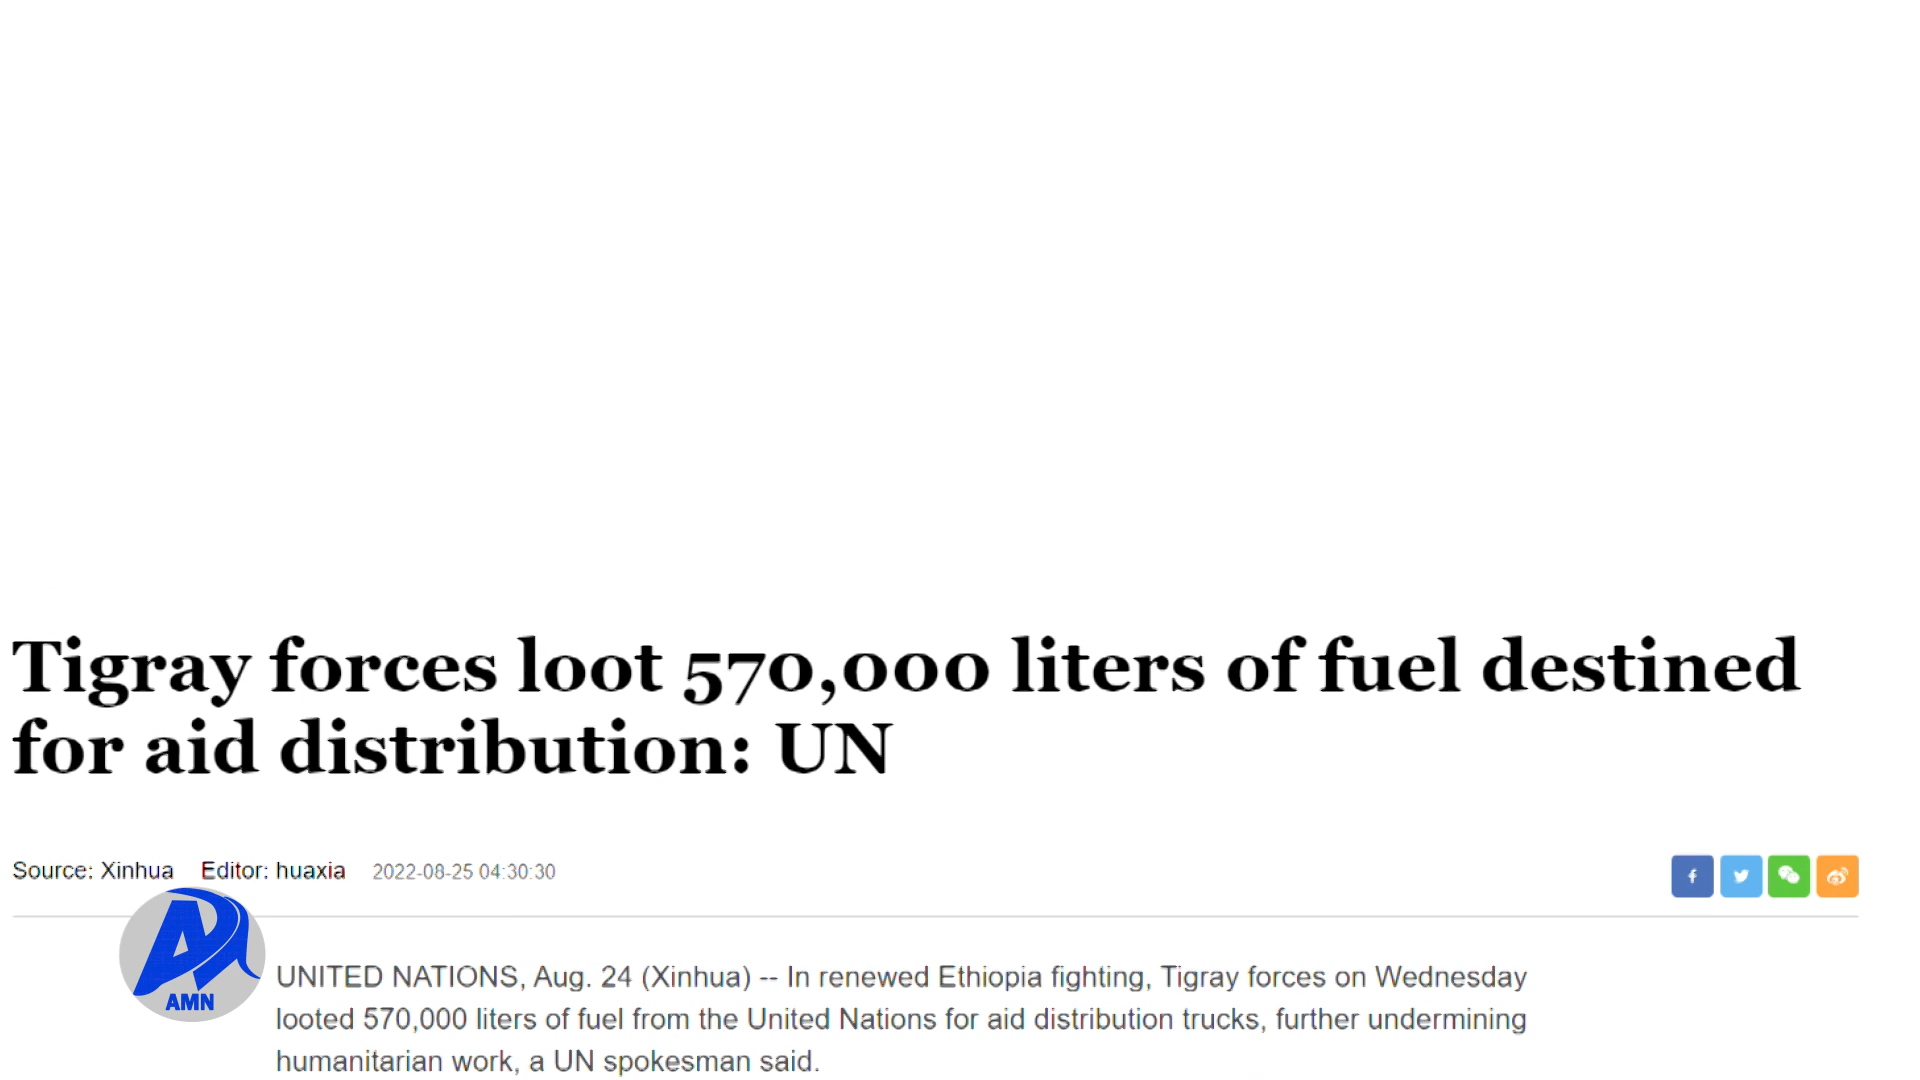 Tigray forces loot 570,000 liters of fuel destined
for aid distribution: UN
Source: Xinhua Editor: huaxia 2022-08-25 04:30:30
UNITED NATIONS, Aug. 24 (Xinhua) -- In renewed Ethiopia fighting, Tigray forces on Wednesday
looted 570,000 liters of fuel from the United Nations for aid distribution trucks, further undermining
humanitarian work, a UN spokesman said.
AMN